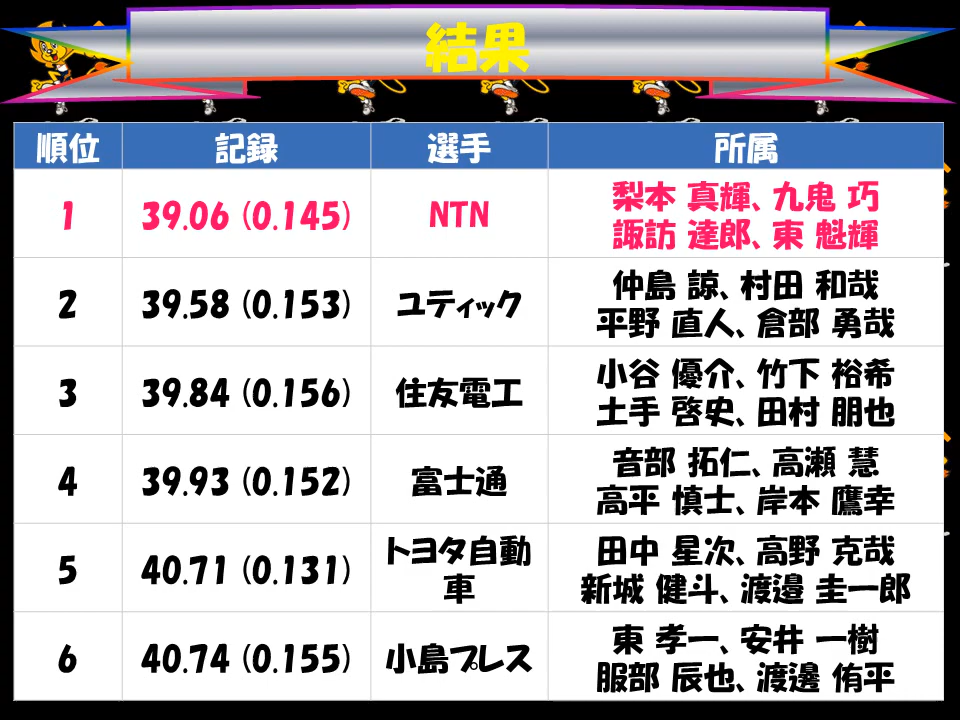 結果
順位 記録 選手 所属
1 39.06 (0.145) NTN 梨本 真輝、九鬼 巧
諏訪 達郎、東 魁輝
2 39.58 (0.153) ユティック 仲島 諒、村田 和哉
平野 直人、倉部 勇哉
3 39.84 (0.156) 住友電工 小谷 優介、竹下 裕希
土手 啓史、田村 朋也
4 39.93 (0.152) 富士通 音部 拓仁、高瀬 慧
高平 慎士、岸本 鷹幸
5 40.71 (0.131) トヨタ自動
車 田中 星次、高野 克哉
新城 健斗、渡邉 圭一郎
6 40.74 (0.155) 小島プレス 東 孝一、安井 一樹
服部 辰也、渡邊 侑平